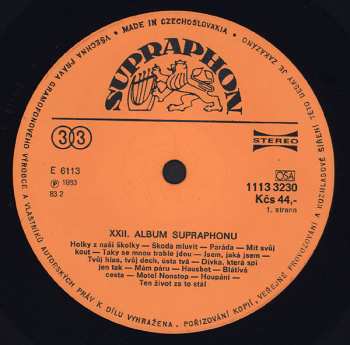 VŠECHNA PRÁVA GRAMOFONOVÉHO VÝROBCE A VLASTNÍKŮ AUTORSKÝCH PRÁV K DÍLU VYHRAŽENA. POŘIZOVÁNÍ KOPIÍ, VEŘEJNÉ PROVOZOVÁNÍ A ROZHLASOVÉ ŠÍŘENÍ TÉTO DESKY JE ZAKÁZÁNO
• MADE IN CZECHOSLOVAKIA •
SUPRAPHON
33
STEREO
E 6113
OSA
℗ 1983
1113 3230
83.2
Kčs 44,-
1. strana
XXII. ALBUM SUPRAPHONU
Holky z naší školky — Škoda mluvit — Paráda — Mít svůj
kout — Taky se mnou trable jdou — Jsem, jaká jsem —
Tvůj hlas, tvůj dech, ústa tvá — Dívka, která spí
jen tak — Mám páru — Hausbót — Blátivá
cesta — Motel Nonstop — Houpání —
Ten život za to stál